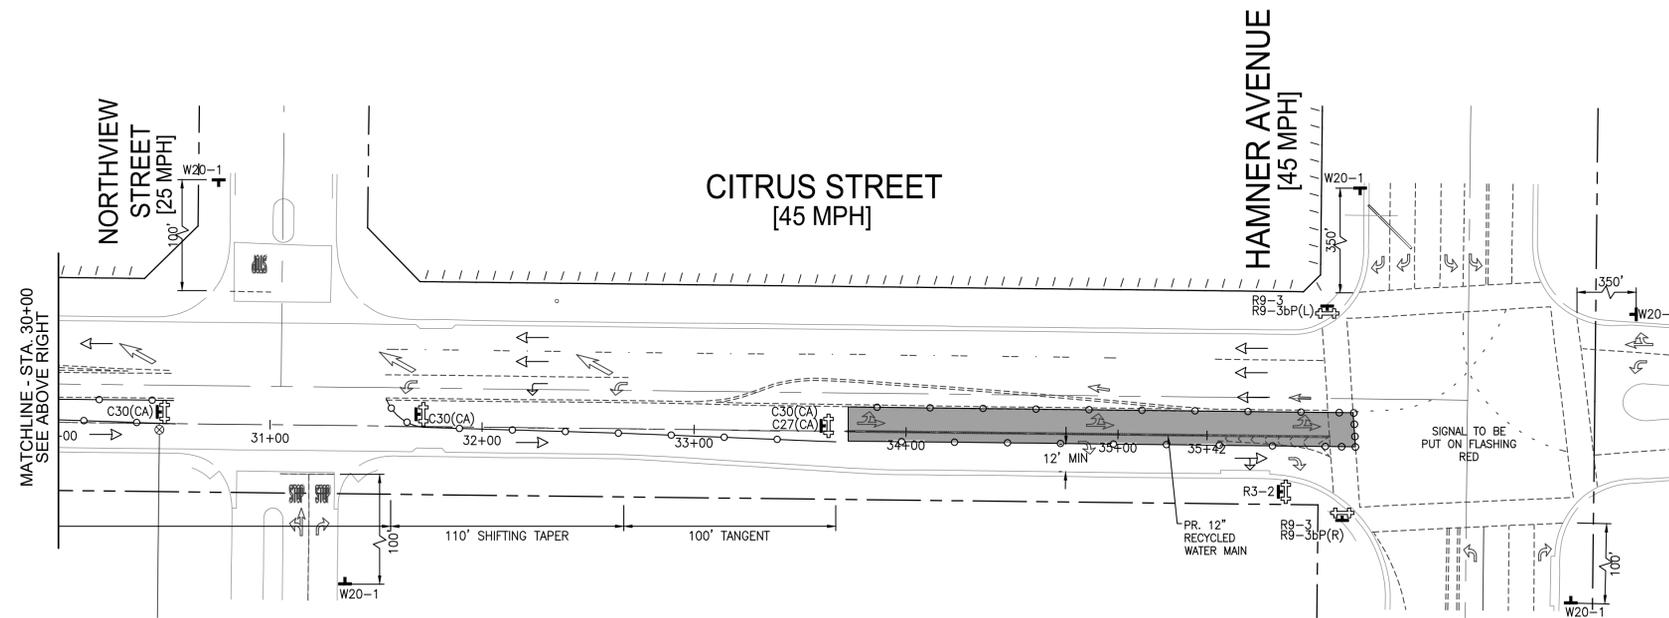 NORTHVIEW
STREET
[25 MPH]
W20-1
100'
CITRUS STREET
[45 MPH]
HAMNER AVENUE
[45 MPH]
W20-1
350'
R9-3
R9-3bP(L)
350'
W20-
MATCHLINE - STA. 30+00
SEE ABOVE RIGHT
C30(CA)
-00
31+00
C30(CA)
32+00
33+00
C30(CA)
C27(CA)
34+00
12' MIN
35+00
35+42
SIGNAL TO BE
PUT ON FLASHING
RED
R3-2
R9-3
R9-3bP(R)
110' SHIFTING TAPER
100' TANGENT
PR. 12"
RECYCLED
WATER MAIN
100'
W20-1
100'
W20-1